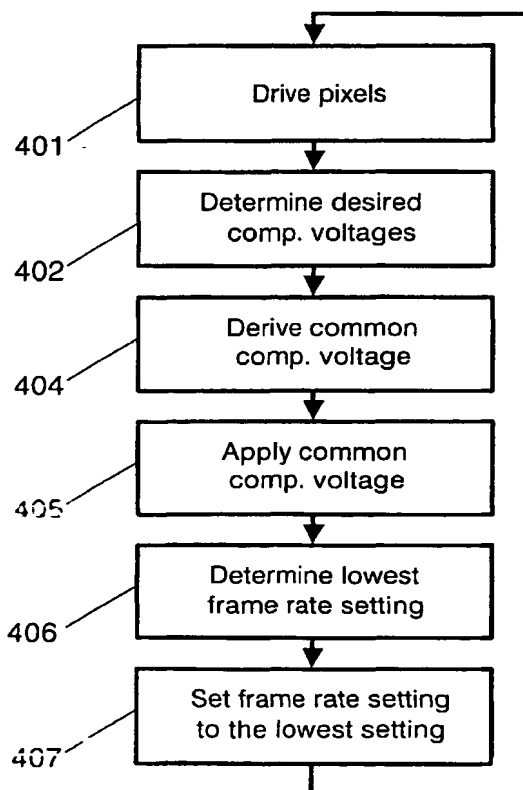 Drive pixels
401
Determine desired
comp. voltages
402
Derive common
comp. voltage
404
Apply common
comp. voltage
405
Determine lowest
frame rate setting
406
Set frame rate setting
to the lowest setting
407